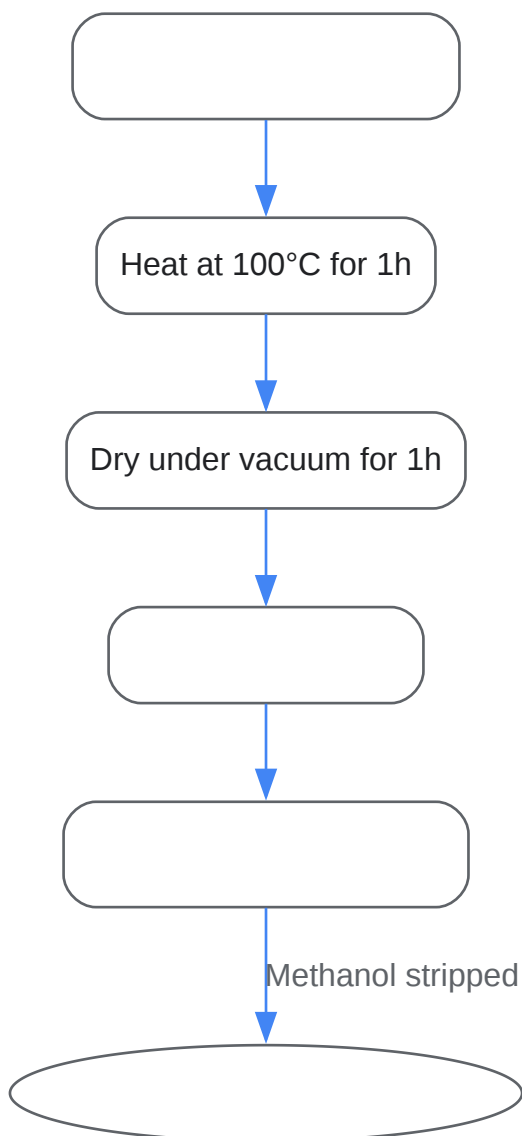 Heat at 100°C for 1h
Dry under vacuum for 1h
Methanol stripped